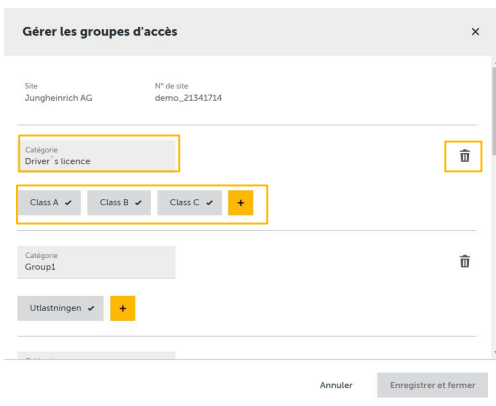 Gérer les groupes d'accès
Site N° de site
Jungheinrich AG demo_21341714
Catégorie
Driver´s licence
Class A Class B Class C +
Catégorie
Group1
Utlastningen +
Annuler Enregistrer et fermer